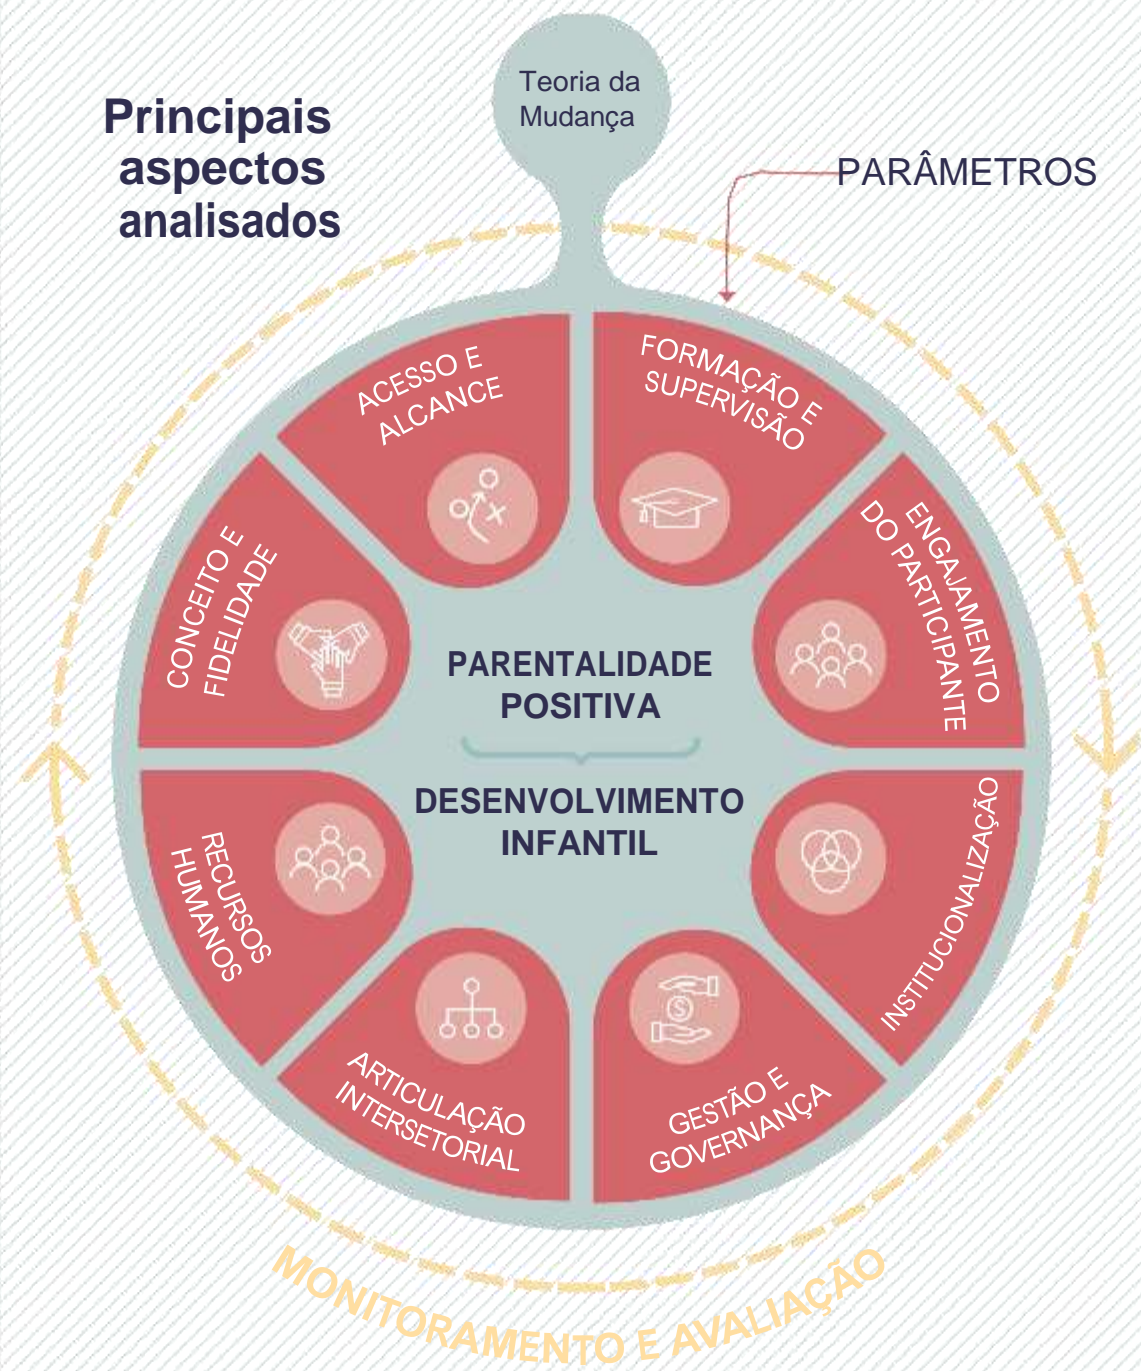 Principais
aspectos
analisados
Teoria da
Mudança
PARÂMETROS
ACESSO E
ALCANCE
FORMAÇÃO E
SUPERVISÃO
ENGAJAMENTO
DO PARTICIPANTE
INSTITUCIONALIZAÇÃO
GESTÃO E
GOVERNANÇA
ARTICULAÇÃO
INTERSETORIAL
RECURSOS
HUMANOS
CONCEITO E
FIDELIDADE
PARENTALIDADE
POSITIVA
DESENVOLVIMENTO
INFANTIL
MONITORAMENTO E AVALIAÇÃO